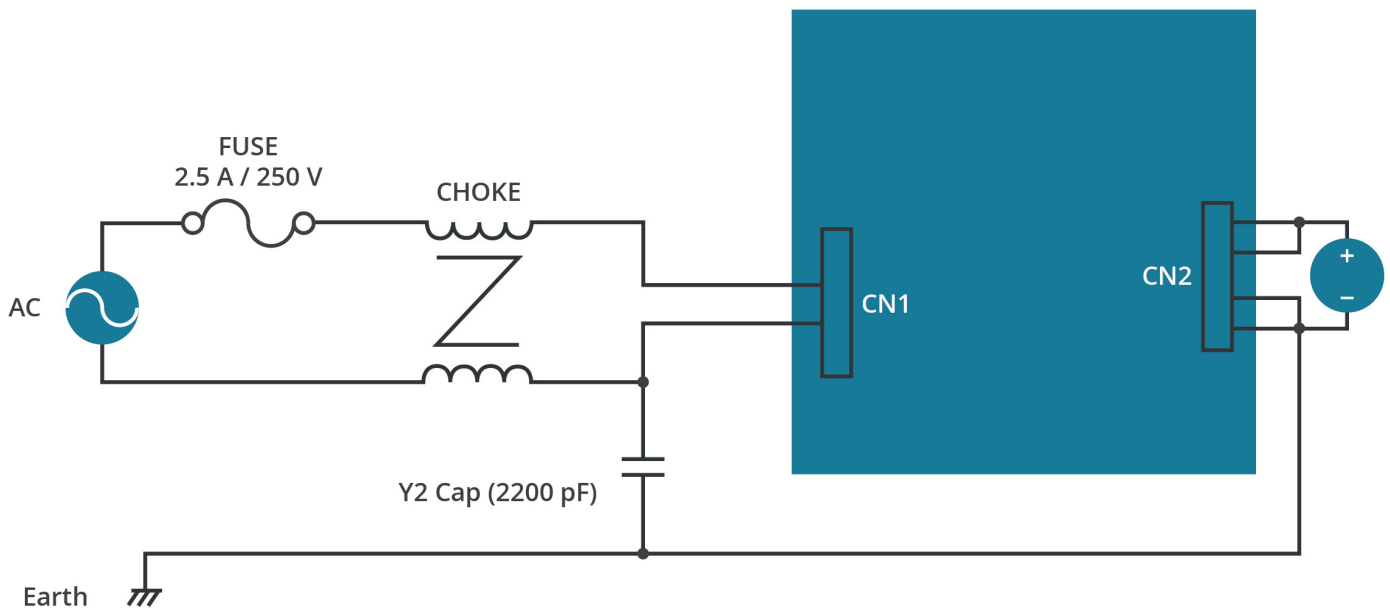 FUSE
2.5 A / 250 V
CHOKE
AC
CN1
CN2
+
−
Y2 Cap (2200 pF)
Earth